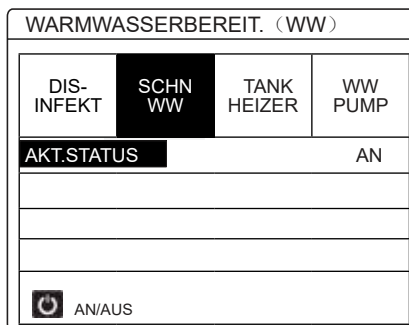 WARMWASSERBEREIT.（WW）
DIS-
INFEKT
SCHN
WW
TANK
HEIZER
WW
PUMP
AKT.STATUS AN
AN/AUS